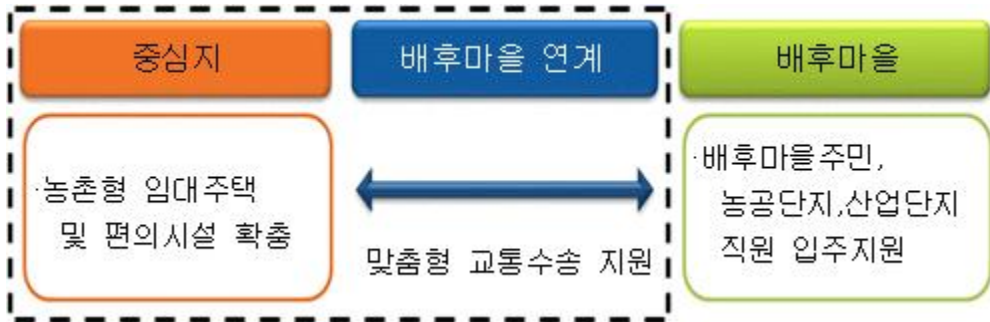 중심지
배후마을 연계
배후마을
·농촌형 임대주택
및 편의시설 확충
맞춤형 교통수송 지원
·배후마을주민,
농공단지,산업단지
직원 입주지원